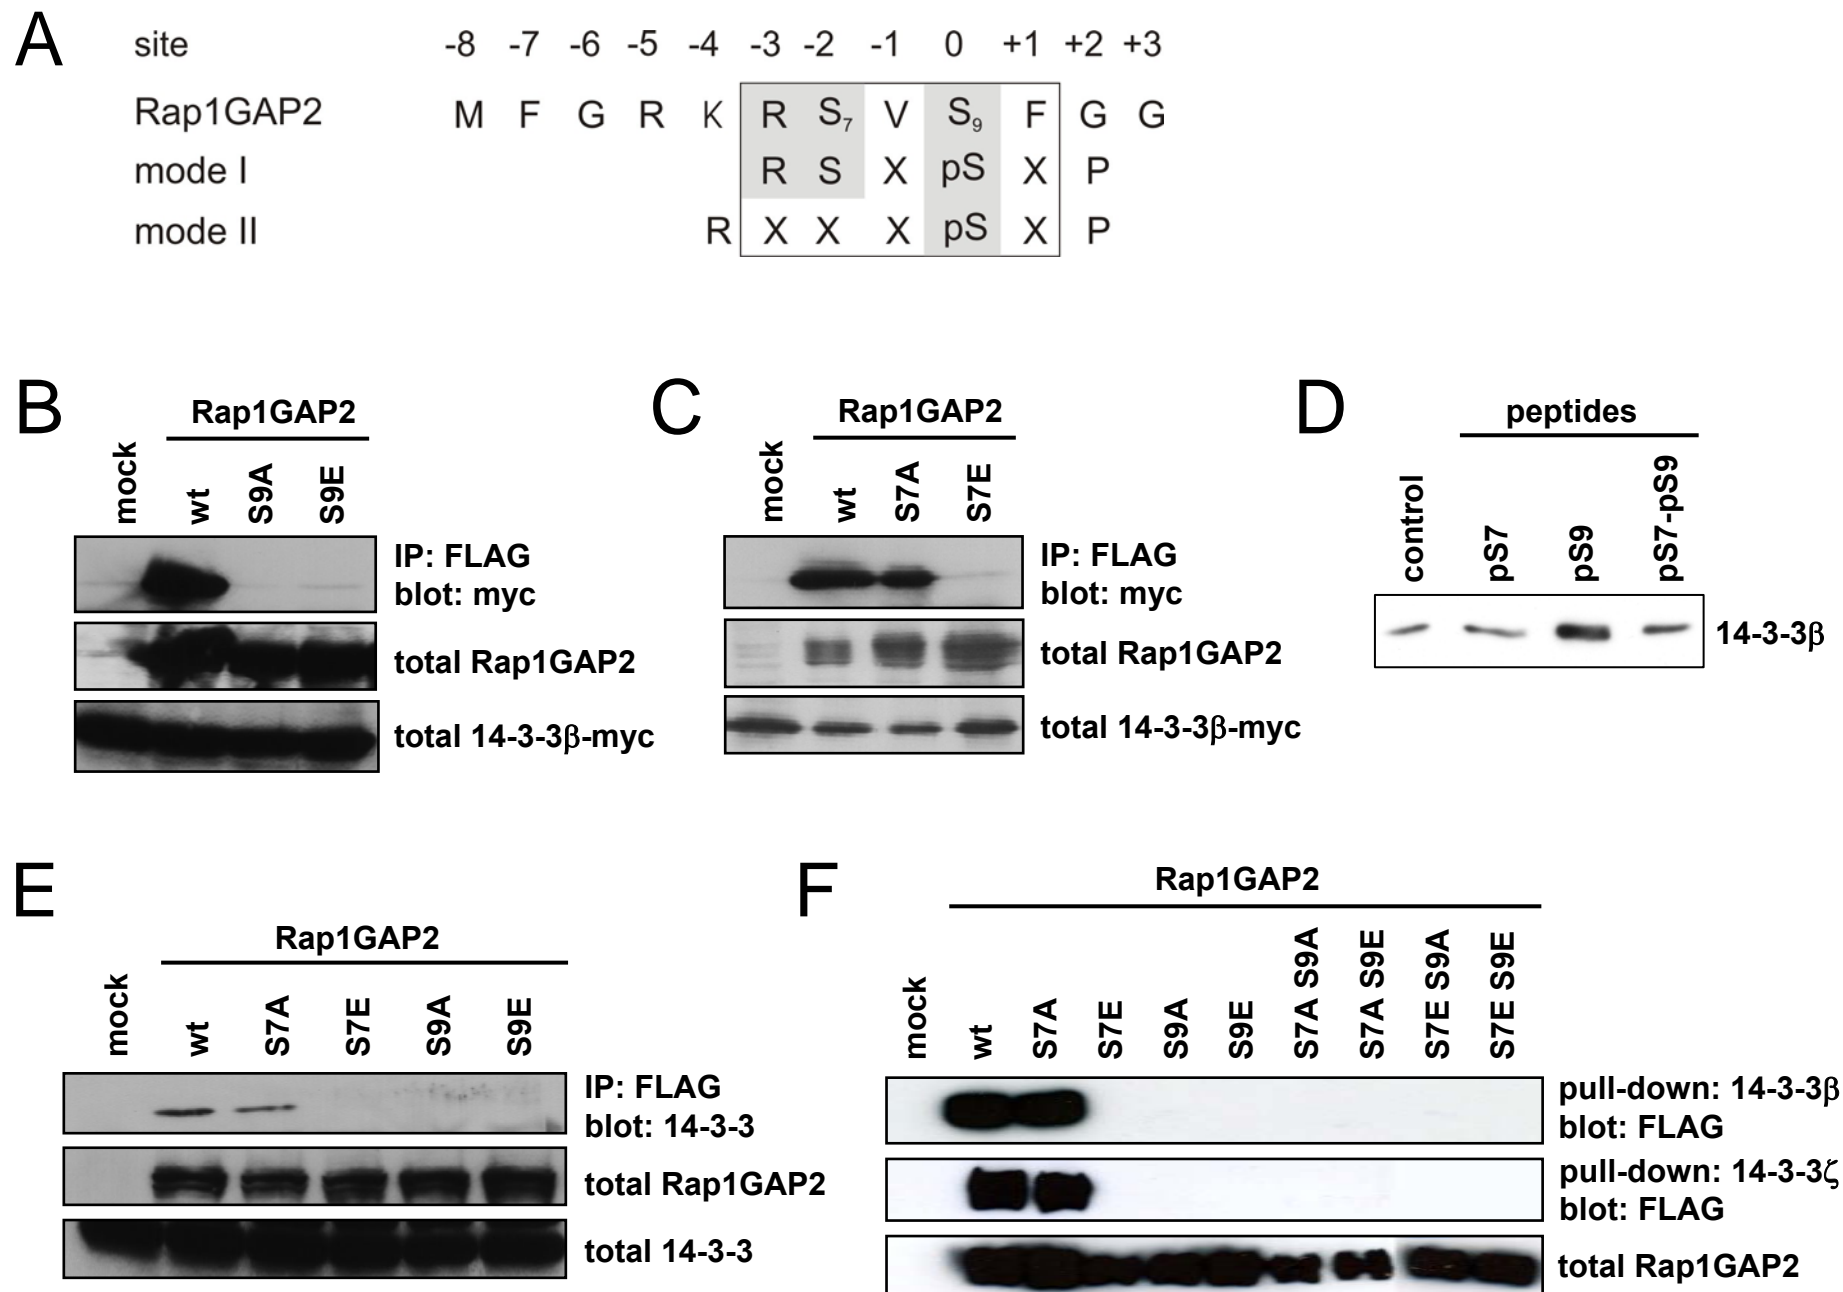 A
site -8 -7 -6 -5 -4 -3 -2 -1 0 +1 +2 +3
Rap1GAP2 M F G R K R S7 V S9 F G G
mode I R S X pS X P
mode II R X X X pS X P
B
Rap1GAP2
mock wt S9A S9E
IP: FLAG
blot: myc
total Rap1GAP2
total 14-3-3β-myc
C
Rap1GAP2
mock wt S7A S7E
IP: FLAG
blot: myc
total Rap1GAP2
total 14-3-3β-myc
D
peptides
control pS7 pS9 pS7-pS9
14-3-3β
E
Rap1GAP2
mock wt S7A S7E S9A S9E
IP: FLAG
blot: 14-3-3
total Rap1GAP2
total 14-3-3
F
Rap1GAP2
mock wt S7A S7E S9A S9E S7A S9A S7A S9E S7E S9A S7E S9E
pull-down: 14-3-3β
blot: FLAG
pull-down: 14-3-3ζ
blot: FLAG
total Rap1GAP2